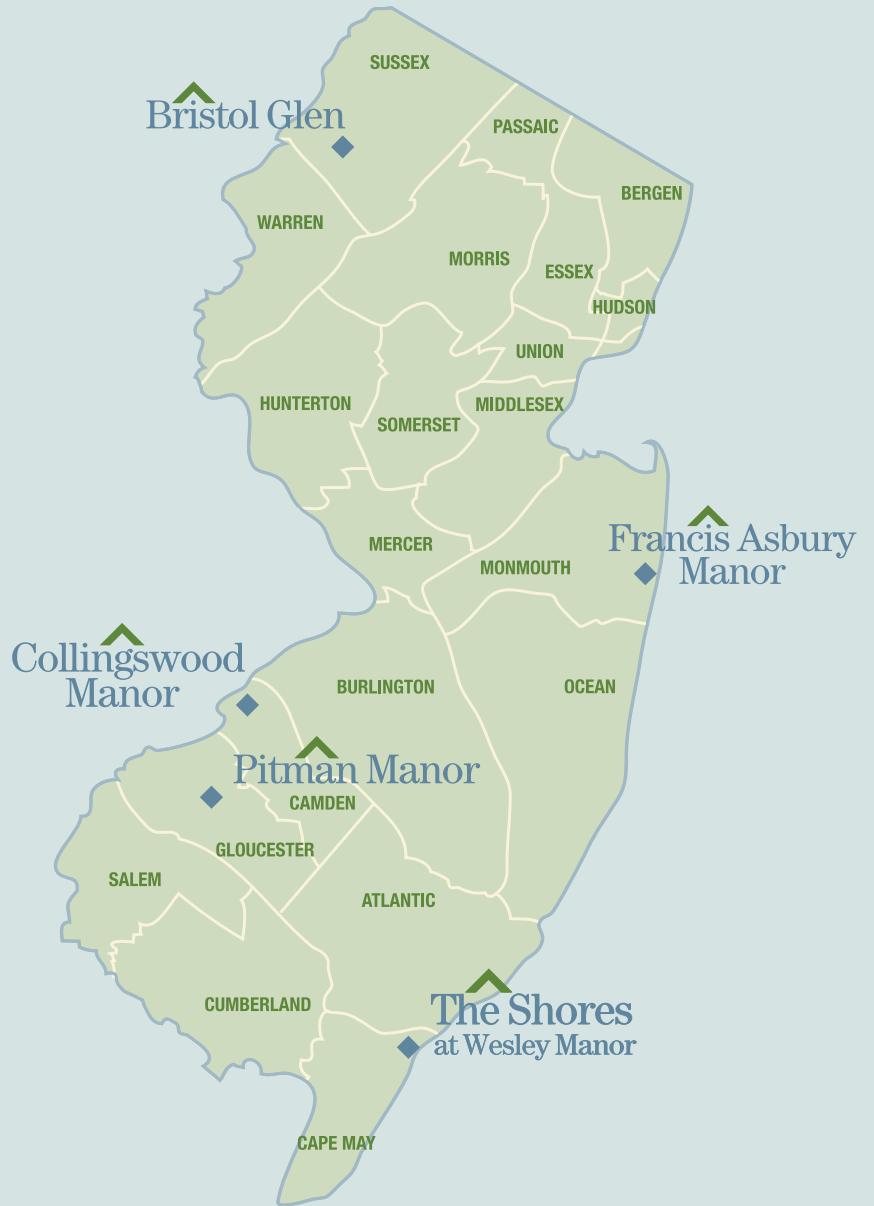 SUSSEX
Bristol Glen
PASSAIC
BERGEN
WARREN
MORRIS
ESSEX
HUDSON
UNION
HUNTERTON
MIDDLESEX
SOMERSET
Francis Asbury
Manor
MERCER
MONMOUTH
Collingswood
Manor
BURLINGTON
OCEAN
Pitman Manor
CAMDEN
GLOUCESTER
SALEM
ATLANTIC
CUMBERLAND
The Shores
at Wesley Manor
CAPE MAY